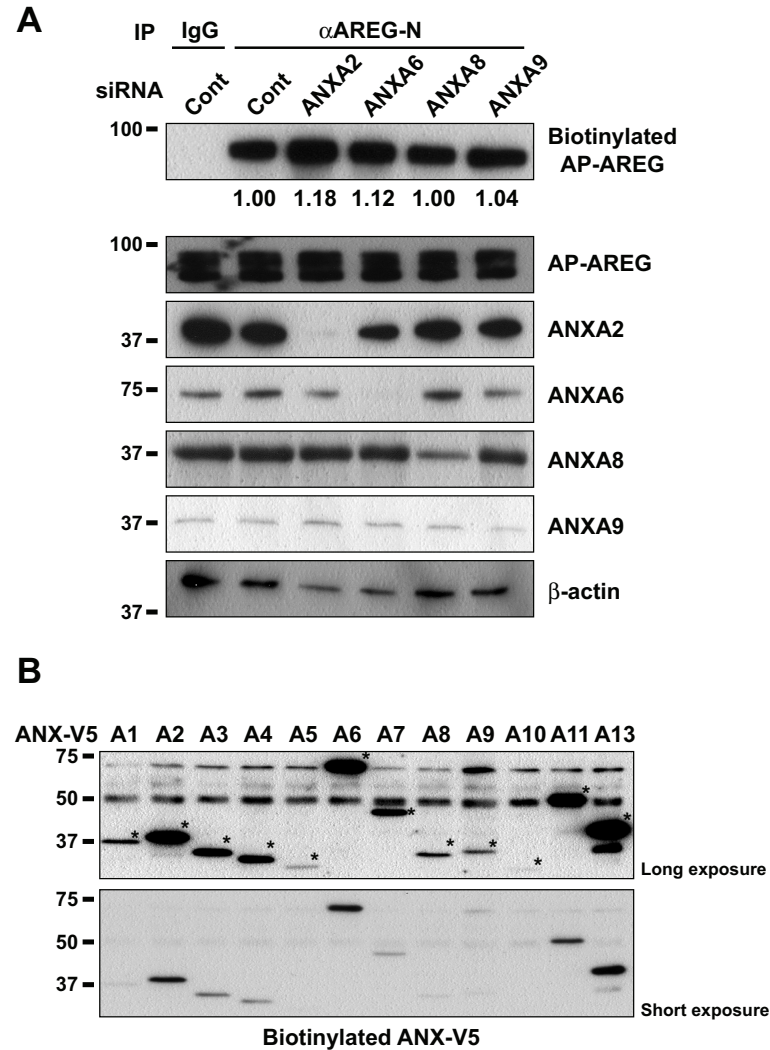 A
IP IgG αAREG-N
siRNA Cont Cont ANXA2 ANXA6 ANXA8 ANXA9
100
Biotinylated
AP-AREG
1.00 1.18 1.12 1.00 1.04
100
AP-AREG
37
ANXA2
75
ANXA6
37
ANXA8
37
ANXA9
37
β-actin
B
ANX-V5 A1 A2 A3 A4 A5 A6 A7 A8 A9 A10 A11 A13
75
50
37
* * * * * * * * * * * *
Long exposure
75
50
37
Short exposure
Biotinylated ANX-V5